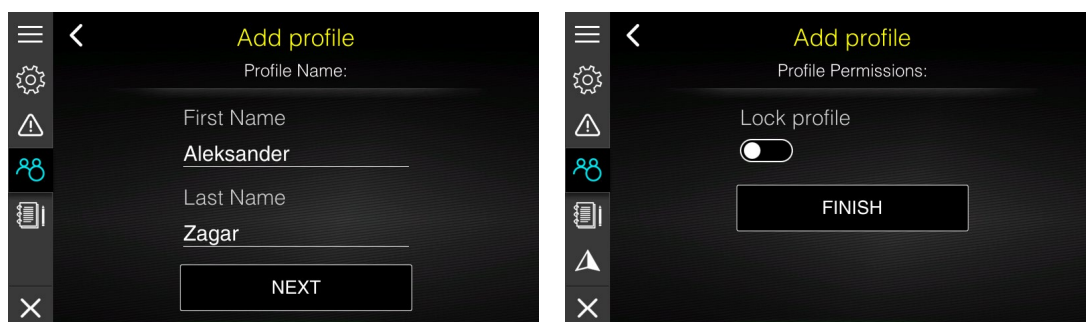 Add profile
Profile Name:
First Name
Aleksander
Last Name
Zagar
NEXT
Add profile
Profile Permissions:
Lock profile
FINISH